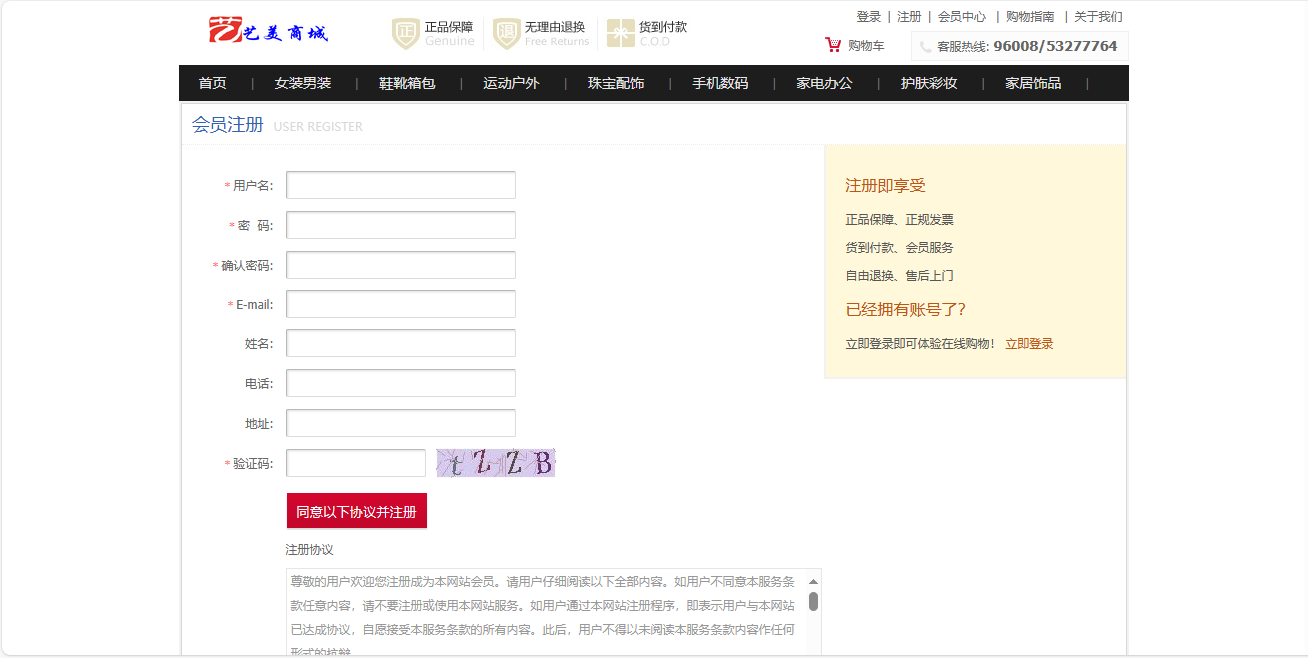 艺美商城
正品保障
Genuine
无理由退换
Free Returns
货到付款
C.O.D
登录 | 注册 | 会员中心 | 购物指南 | 关于我们
购物车
客服热线: 96008/53277764
首页 | 女装男装 | 鞋靴箱包 | 运动户外 | 珠宝配饰 | 手机数码 | 家电办公 | 护肤彩妆 | 家居饰品 |
会员注册 USER REGISTER
* 用户名:
* 密 码:
* 确认密码:
* E-mail:
姓名:
电话:
地址:
* 验证码:
tZZB
同意以下协议并注册
注册协议
尊敬的用户欢迎您注册成为本网站会员。请用户仔细阅读以下全部内容。如用户不同意本服务条
款任意内容，请不要注册或使用本网站服务。如用户通过本网站注册程序，即表示用户与本网站
已达成协议，自愿接受本服务条款的所有内容。此后，用户不得以未阅读本服务条款内容作任何
形式的抗辩
注册即享受
正品保障、正规发票
货到付款、会员服务
自由退换、售后上门
已经拥有账号了？
立即登录即可体验在线购物！ 立即登录